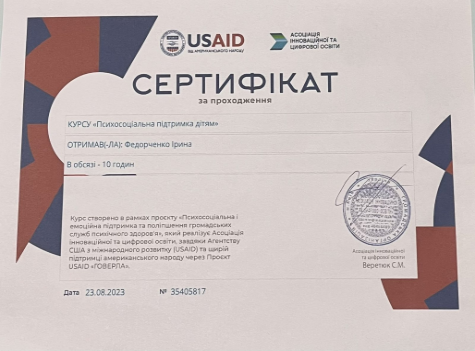 USAID
ВІД АМЕРИКАНСЬКОГО НАРОДУ
АСОЦІАЦІЯ
ІННОВАЦІЙНОЇ ТА
ЦИФРОВОЇ ОСВІТИ
СЕРТИФІКАТ
за проходження
КУРСУ «Психосоціальна підтримка дітям»
ОТРИМАВ(-ЛА): Федорченко Ірина
В обсязі - 10 годин
Курс створено в рамках проєкту «Психосоціальна і
емоційна підтримка та поліпшення громадських
служб психічного здоров'я», який реалізує Асоціація
інноваційної та цифрової освіти, завдяки Агентству
США з міжнародного розвитку (USAID) та щирій
підтримці американського народу через Проєкт
USAID «ГОВЕРЛА».
Асоціація інноваційної
та цифрової освіти
Веретюк С.М.
Дата 23.08.2023 № 35405817